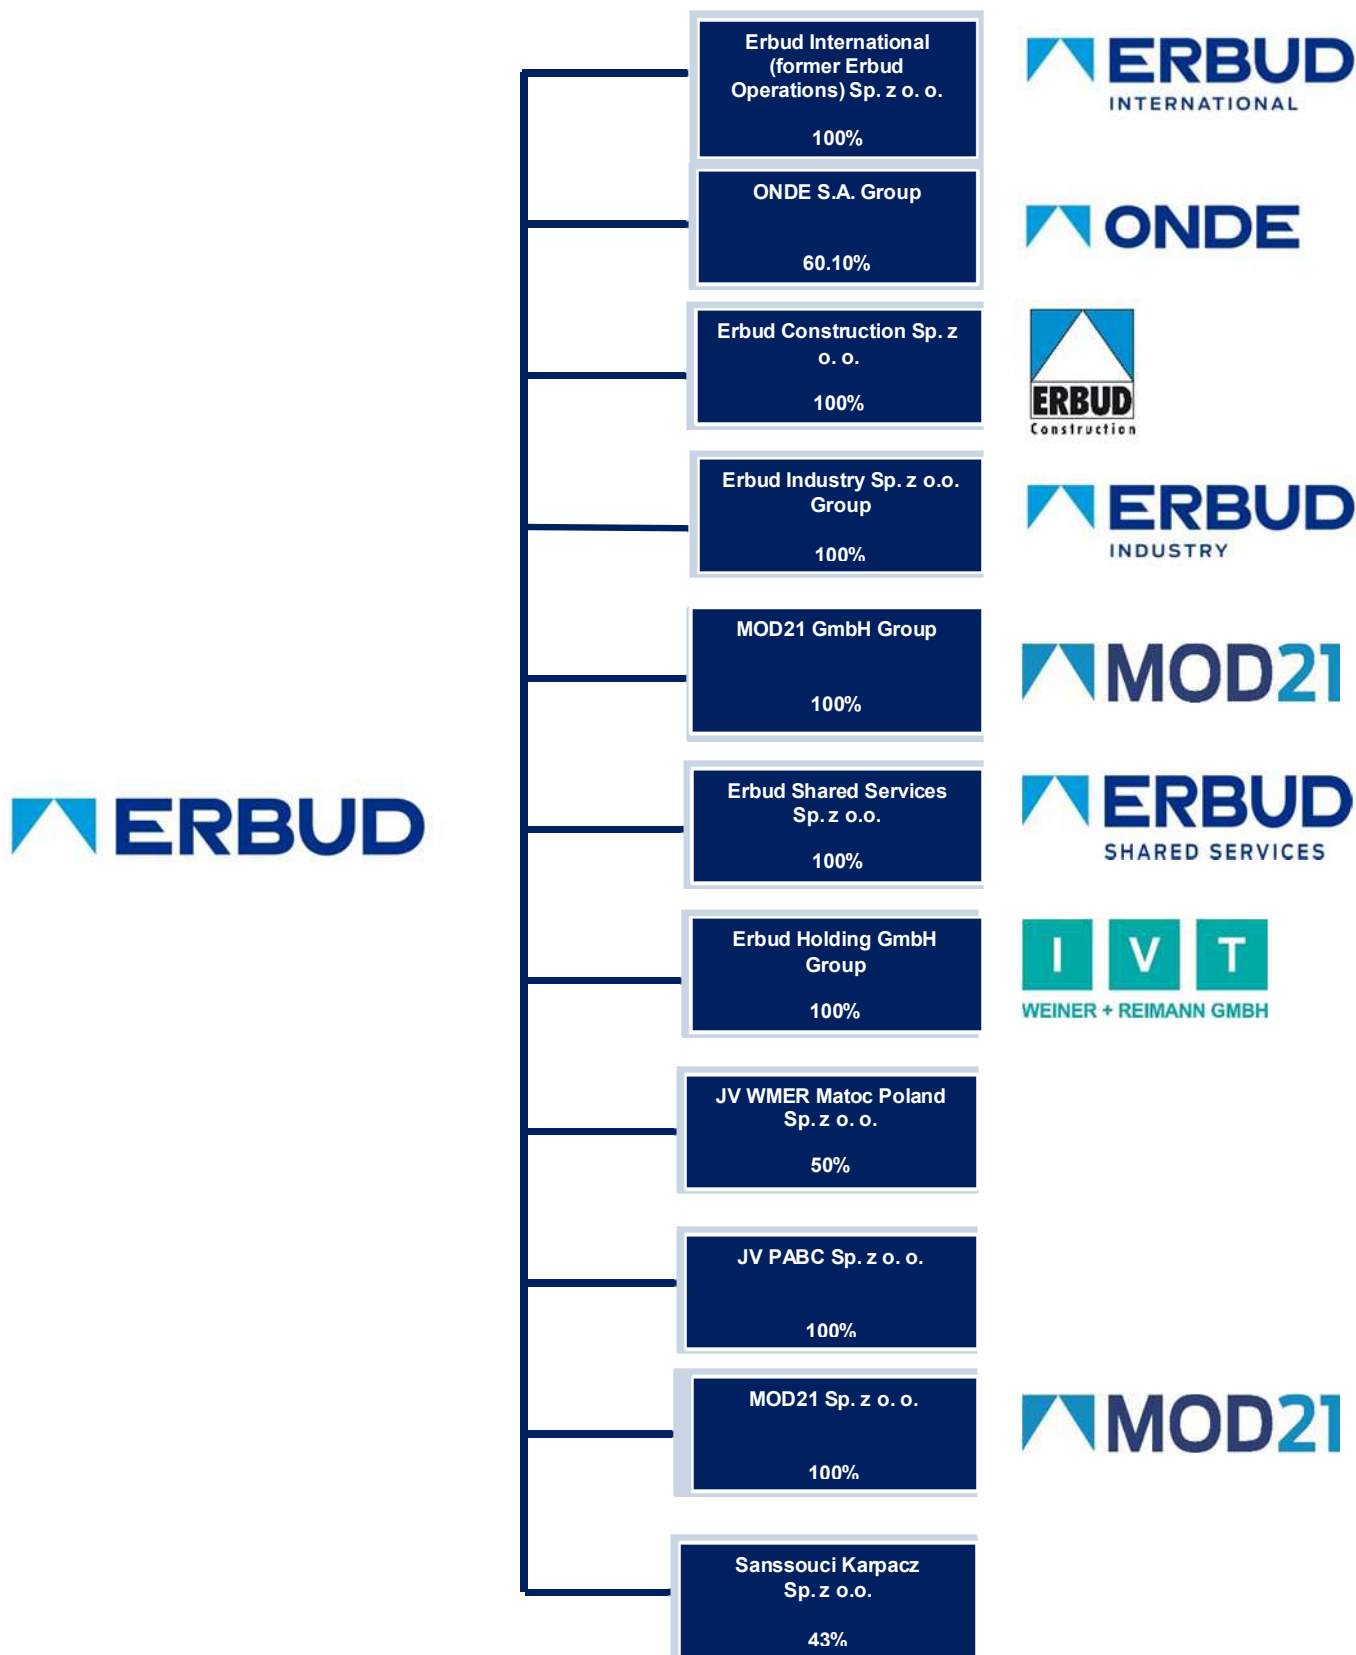 Erbud International
(former Erbud
Operations) Sp. z o. o.
100%
ERBUD
INTERNATIONAL
ONDE S.A. Group
60.10%
ONDE
Erbud Construction Sp. z
o. o.
100%
ERBUD
Construction
Erbud Industry Sp. z o.o.
Group
100%
ERBUD
INDUSTRY
MOD21 GmbH Group
100%
MOD21
ERBUD
Erbud Shared Services
Sp. z o.o.
100%
ERBUD
SHARED SERVICES
Erbud Holding GmbH
Group
100%
I V T
WEINER + REIMANN GMBH
JV WMER Matoc Poland
Sp. z o. o.
50%
JV PABC Sp. z o. o.
100%
MOD21 Sp. z o. o.
100%
MOD21
Sanssouci Karpacz
Sp. z o.o.
43%